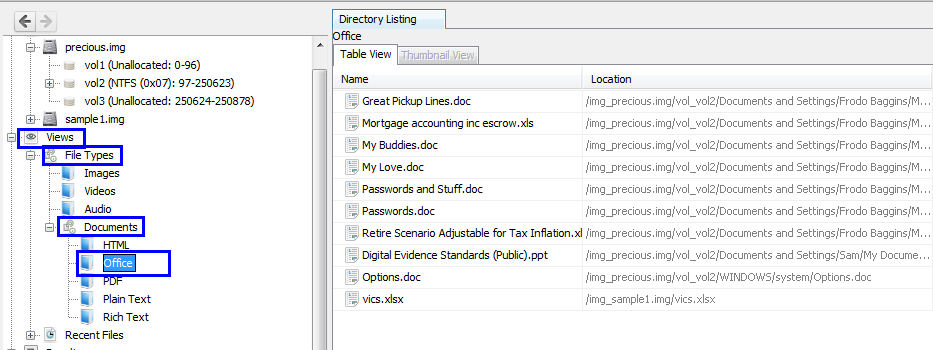 precious.img
vol1 (Unallocated: 0-96)
vol2 (NTFS (0x07): 97-250623)
vol3 (Unallocated: 250624-250878)
sample1.img
Views
File Types
Images
Videos
Audio
Documents
HTML
Office
PDF
Plain Text
Rich Text
Recent Files
Directory Listing
Office
Table View Thumbnail View
Name Location
Great Pickup Lines.doc /img_precious.img/vol_vol2/Documents and Settings/Frodo Baggins/M...
Mortgage accounting inc escrow.xls /img_precious.img/vol_vol2/Documents and Settings/Frodo Baggins/M...
My Buddies.doc /img_precious.img/vol_vol2/Documents and Settings/Frodo Baggins/M...
My Love.doc /img_precious.img/vol_vol2/Documents and Settings/Frodo Baggins/M...
Passwords and Stuff.doc /img_precious.img/vol_vol2/Documents and Settings/Frodo Baggins/M...
Passwords.doc /img_precious.img/vol_vol2/Documents and Settings/Frodo Baggins/M...
Retire Scenario Adjustable for Tax Inflation.xl /img_precious.img/vol_vol2/Documents and Settings/Frodo Baggins/M...
Digital Evidence Standards (Public).ppt /img_precious.img/vol_vol2/Documents and Settings/Sam/My Docume...
Options.doc /img_precious.img/vol_vol2/WINDOWS/system/Options.doc
vics.xlsx /img_sample1.img/vics.xlsx